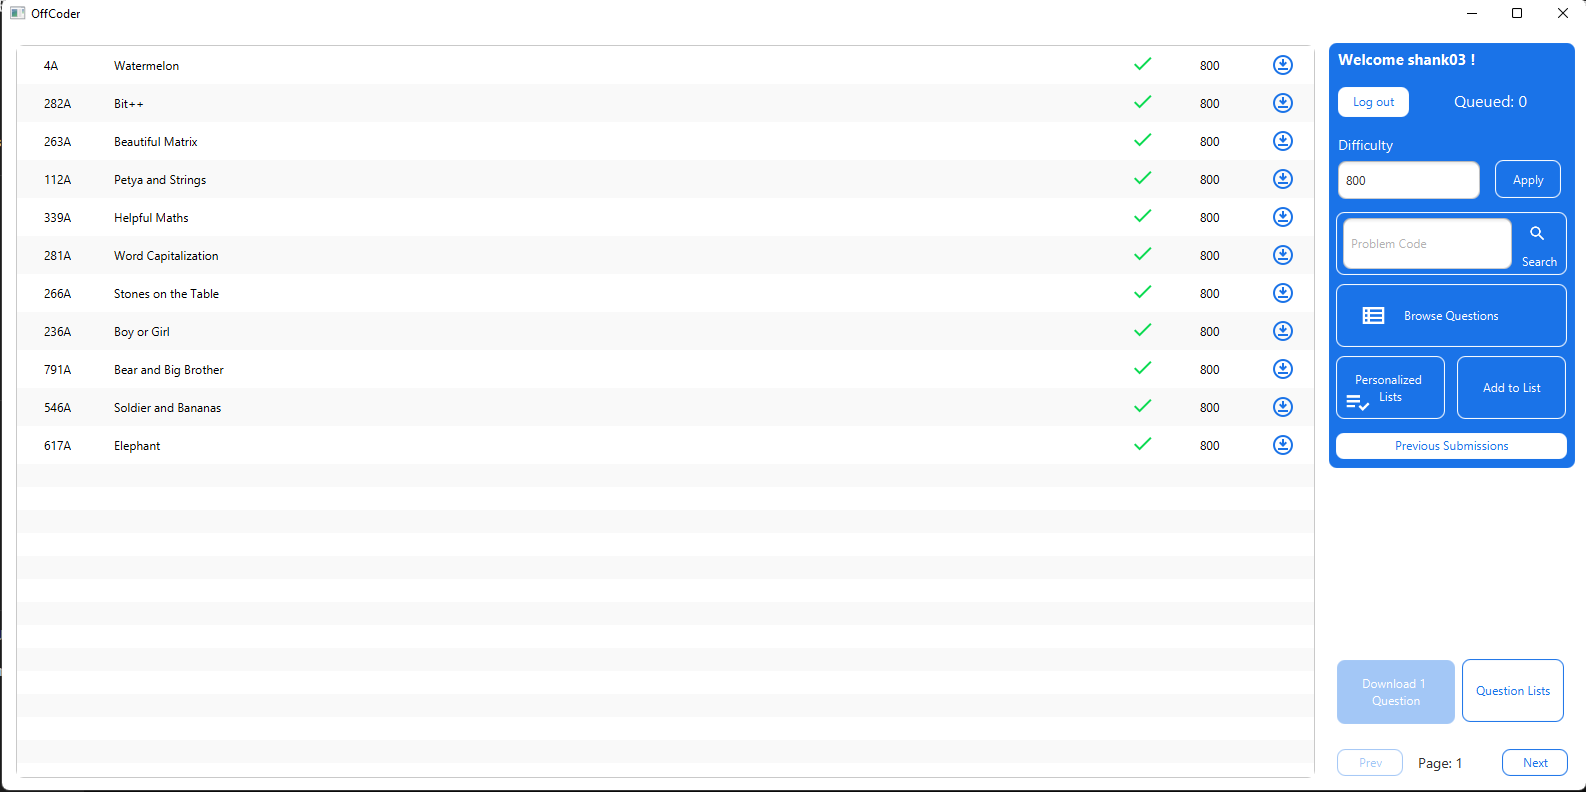 OffCoder
4A Watermelon 800
282A Bit++ 800
263A Beautiful Matrix 800
112A Petya and Strings 800
339A Helpful Maths 800
281A Word Capitalization 800
266A Stones on the Table 800
236A Boy or Girl 800
791A Bear and Big Brother 800
546A Soldier and Bananas 800
617A Elephant 800
Welcome shank03 !
Log out Queued: 0
Difficulty
800 Apply
Problem Code
Search
Browse Questions
Personalized
Lists
Add to List
Previous Submissions
Download 1
Question
Question Lists
Prev Page: 1 Next